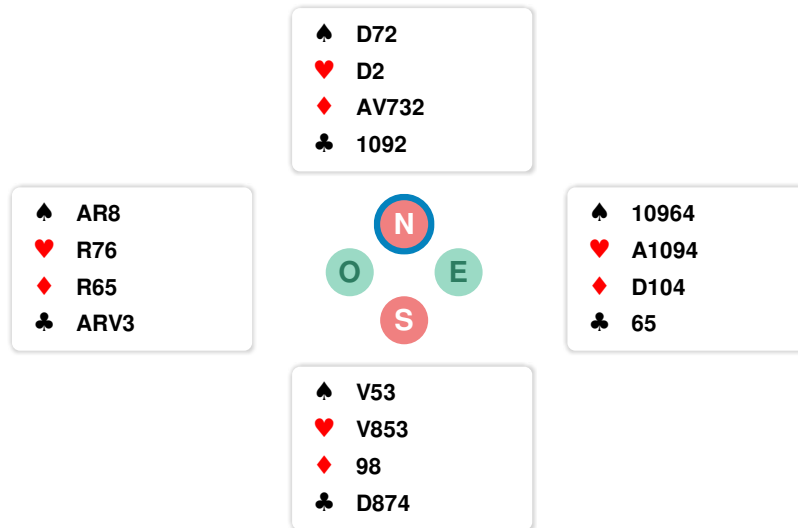 ♠ D72
♥ D2
♦ AV732
♣ 1092
♠ AR8
♥ R76
♦ R65
♣ ARV3
N
O E
S
♠ 10964
♥ A1094
♦ D104
♣ 65
♠ V53
♥ V853
♦ 98
♣ D874